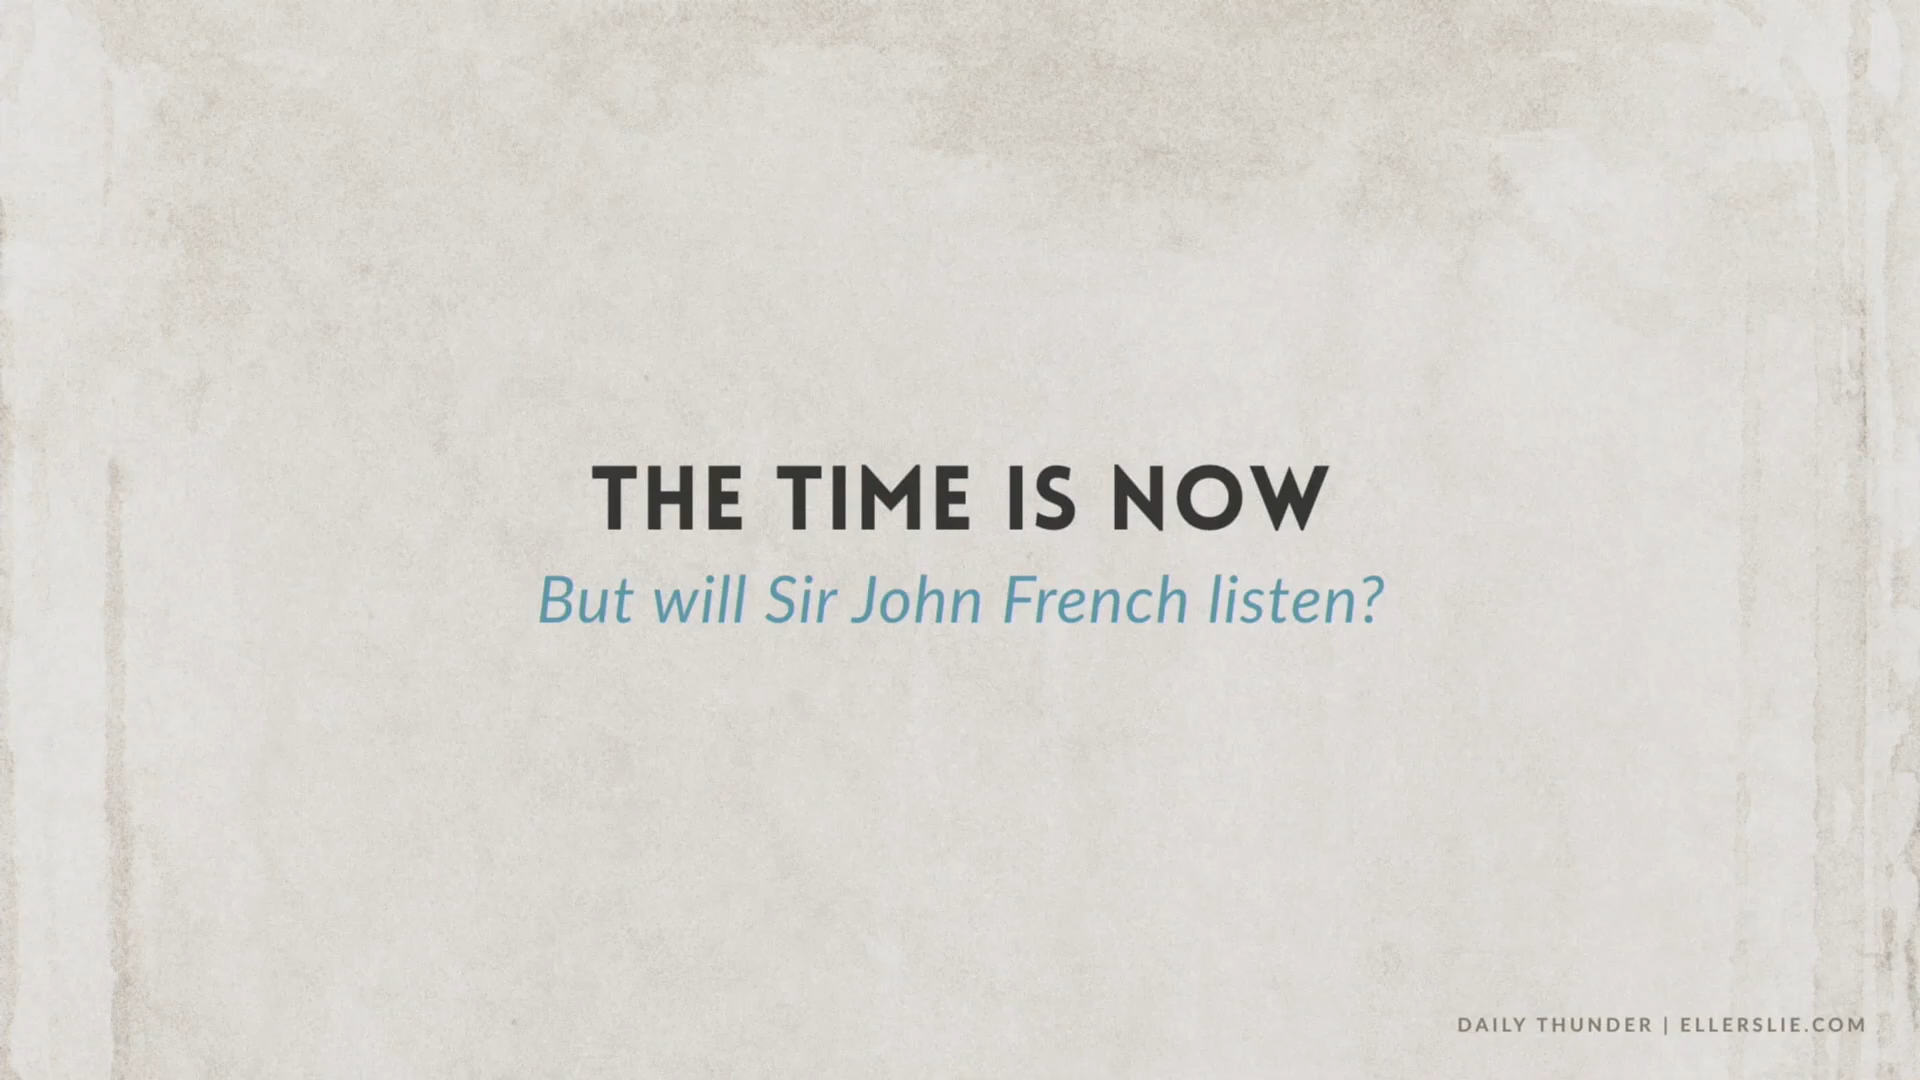 THE TIME IS NOW
But will Sir John French listen?
DAILY THUNDER | ELLERSLIE.COM